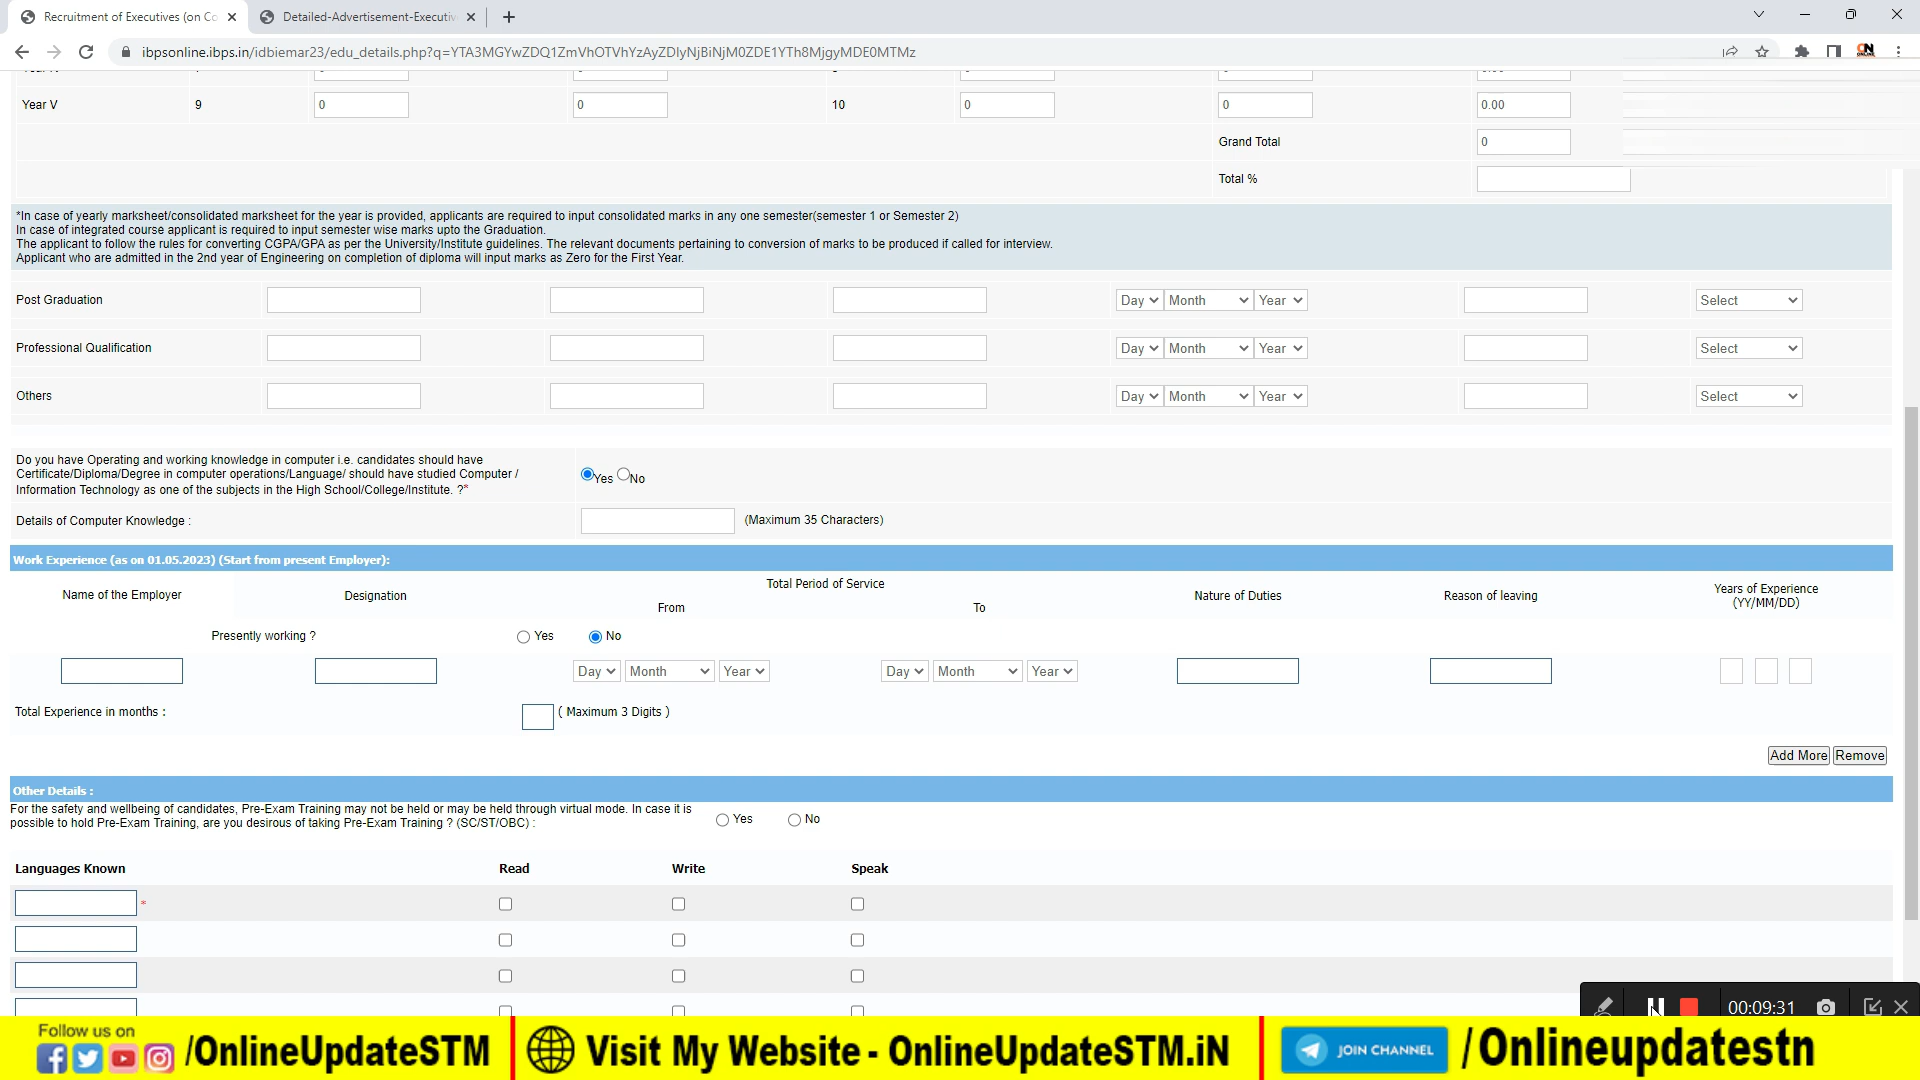 Recruitment of Executives (on Co
Detailed-Advertisement-Executiv
ibpsonline.ibps.in/idbiemar23/edu_details.php?q=YTA3MGYwZDQ1ZmVhOTVhYzAyZDIyNjBiNjM0ZDE1YTh8MjgyMDE0MTMz
Year V 9 0 0 10 0 0 0.00
Grand Total 0
Total %
*In case of yearly marksheet/consolidated marksheet for the year is provided, applicants are required to input consolidated marks in any one semester(semester 1 or Semester 2)
In case of integrated course applicant is required to input semester wise marks upto the Graduation.
The applicant to follow the rules for converting CGPA/GPA as per the University/Institute guidelines. The relevant documents pertaining to conversion of marks to be produced if called for interview.
Applicant who are admitted in the 2nd year of Engineering on completion of diploma will input marks as Zero for the First Year.
Post Graduation Day Month Year Select
Professional Qualification Day Month Year Select
Others Day Month Year Select
Do you have Operating and working knowledge in computer i.e. candidates should have
Certificate/Diploma/Degree in computer operations/Language/ should have studied Computer /
Information Technology as one of the subjects in the High School/College/Institute. ?*
Yes No
Details of Computer Knowledge : (Maximum 35 Characters)
Work Experience (as on 01.05.2023) (Start from present Employer):
Name of the Employer Designation Total Period of Service Nature of Duties Reason of leaving Years of Experience
From To (YY/MM/DD)
Presently working ? Yes No
Day Month Year Day Month Year
Total Experience in months : ( Maximum 3 Digits )
Add More Remove
Other Details :
For the safety and wellbeing of candidates, Pre-Exam Training may not be held or may be held through virtual mode. In case it is
possible to hold Pre-Exam Training, are you desirous of taking Pre-Exam Training ? (SC/ST/OBC) : Yes No
Languages Known Read Write Speak
*
00:09:31
Follow us on
/OnlineUpdateSTM
Visit My Website - OnlineUpdateSTM.iN
JOIN CHANNEL
/Onlineupdatestn